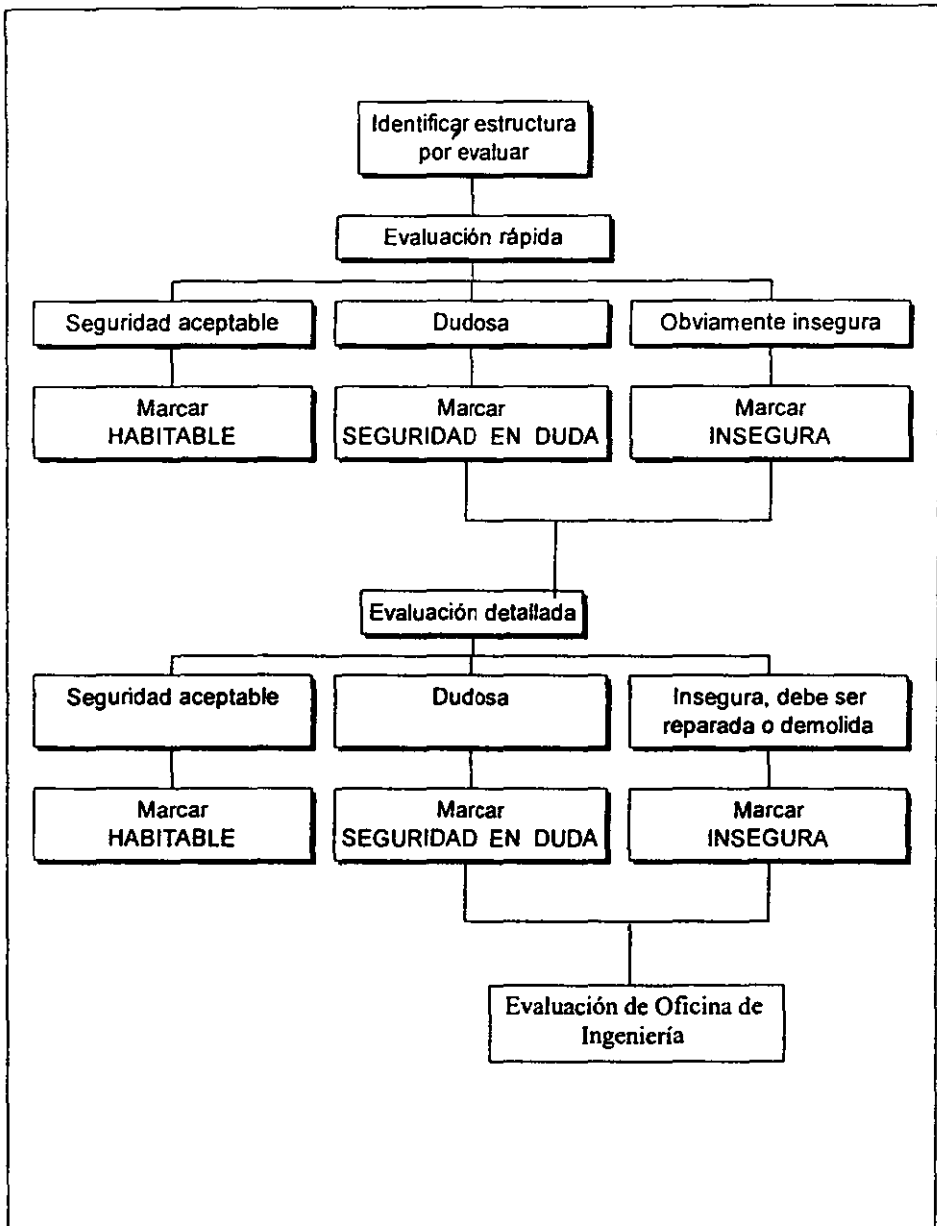 Identificar estructura
por evaluar
Evaluación rápida
Seguridad aceptable
Dudosa
Obviamente insegura
Marcar
HABITABLE
Marcar
SEGURIDAD EN DUDA
Marcar
INSEGURA
Evaluación detallada
Seguridad aceptable
Dudosa
Insegura, debe ser
reparada o demolida
Marcar
HABITABLE
Marcar
SEGURIDAD EN DUDA
Marcar
INSEGURA
Evaluación de Oficina de
Ingeniería